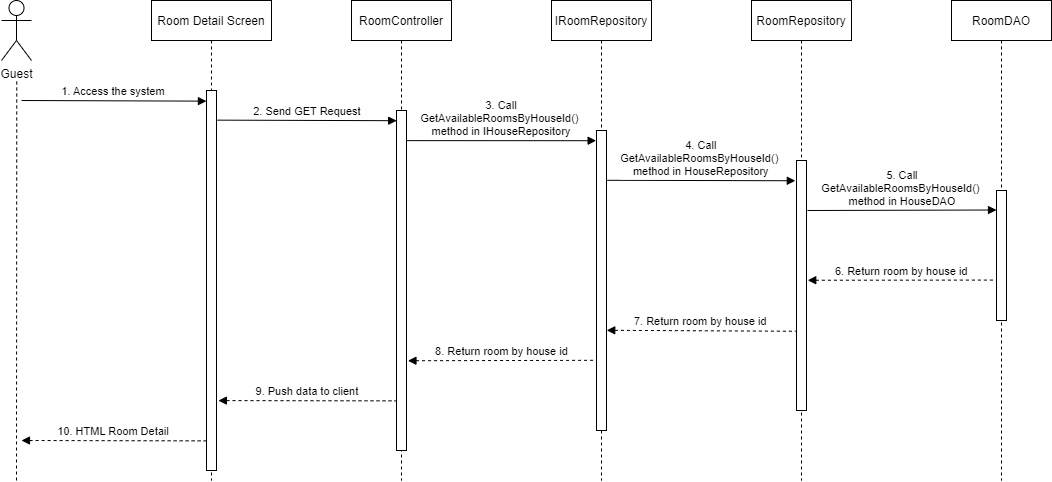 Room Detail Screen
RoomController
IRoomRepository
RoomRepository
RoomDAO
Guest
1. Access the system
2. Send GET Request
3. Call
GetAvailableRoomsByHouseId()
method in IHouseRepository
4. Call
GetAvailableRoomsByHouseId()
method in HouseRepository
5. Call
GetAvailableRoomsByHouseId()
method in HouseDAO
6. Return room by house id
7. Return room by house id
8. Return room by house id
9. Push data to client
10. HTML Room Detail